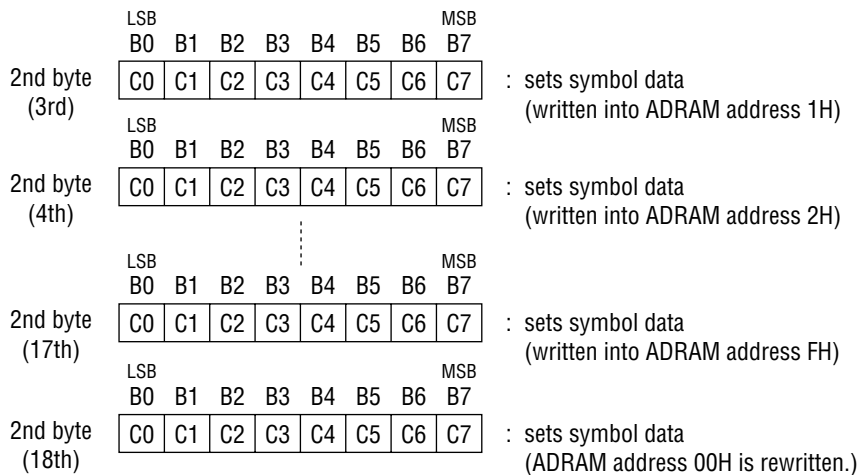 LSB MSB
B0 B1 B2 B3 B4 B5 B6 B7
2nd byte C0 C1 C2 C3 C4 C5 C6 C7 : sets symbol data
(3rd) (written into ADRAM address 1H)
LSB MSB
B0 B1 B2 B3 B4 B5 B6 B7
2nd byte C0 C1 C2 C3 C4 C5 C6 C7 : sets symbol data
(4th) (written into ADRAM address 2H)
LSB MSB
B0 B1 B2 B3 B4 B5 B6 B7
2nd byte C0 C1 C2 C3 C4 C5 C6 C7 : sets symbol data
(17th) (written into ADRAM address FH)
LSB MSB
B0 B1 B2 B3 B4 B5 B6 B7
2nd byte C0 C1 C2 C3 C4 C5 C6 C7 : sets symbol data
(18th) (ADRAM address 00H is rewritten.)